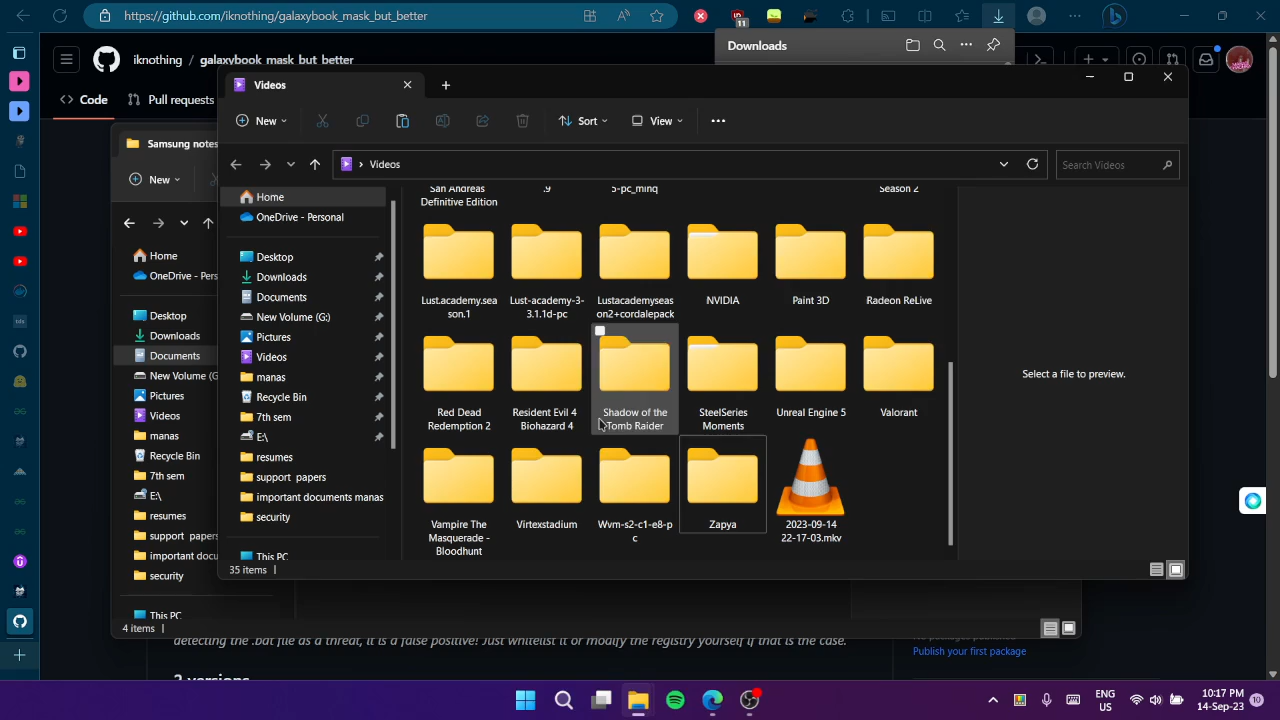 https://github.com/iknothing/galaxybook_mask_but_better
11
Downloads
iknothing / galaxybook_mask_but_better
Code
Pull requests
Videos
New
Sort
View
Videos
Search Videos
Samsung notes
New
Home
OneDrive - Pers
Desktop
Downloads
Documents
New Volume (G:)
Pictures
Videos
manas
Recycle Bin
7th sem
E:\
resumes
support papers
important docu
security
This PC
4 items
Home
OneDrive - Personal
Desktop
Downloads
Documents
New Volume (G:)
Pictures
Videos
manas
Recycle Bin
7th sem
E:\
resumes
support papers
important documents manas
security
This PC
35 items
San Andreas
Definitive Edition
.9
5-pc_minq
Season 2
Lust.academy.sea
son.1
Lust-academy-3-
3.1.1d-pc
Lustacademyseas
on2+cordalepack
NVIDIA
Paint 3D
Radeon ReLive
Red Dead
Redemption 2
Resident Evil 4
Biohazard 4
Shadow of the
Tomb Raider
SteelSeries
Moments
Unreal Engine 5
Valorant
Vampire The
Masquerade -
Bloodhunt
Virtexstadium
Wvm-s2-c1-e8-p
c
Zapya
2023-09-14
22-17-03.mkv
Select a file to preview.
detecting the .bat file as a threat, it is a false positive! Just whitelist it or modify the registry yourself if that is the case.
2 versions
No packages published
Publish your first package
ENG
US
10:17 PM
14-Sep-23
10